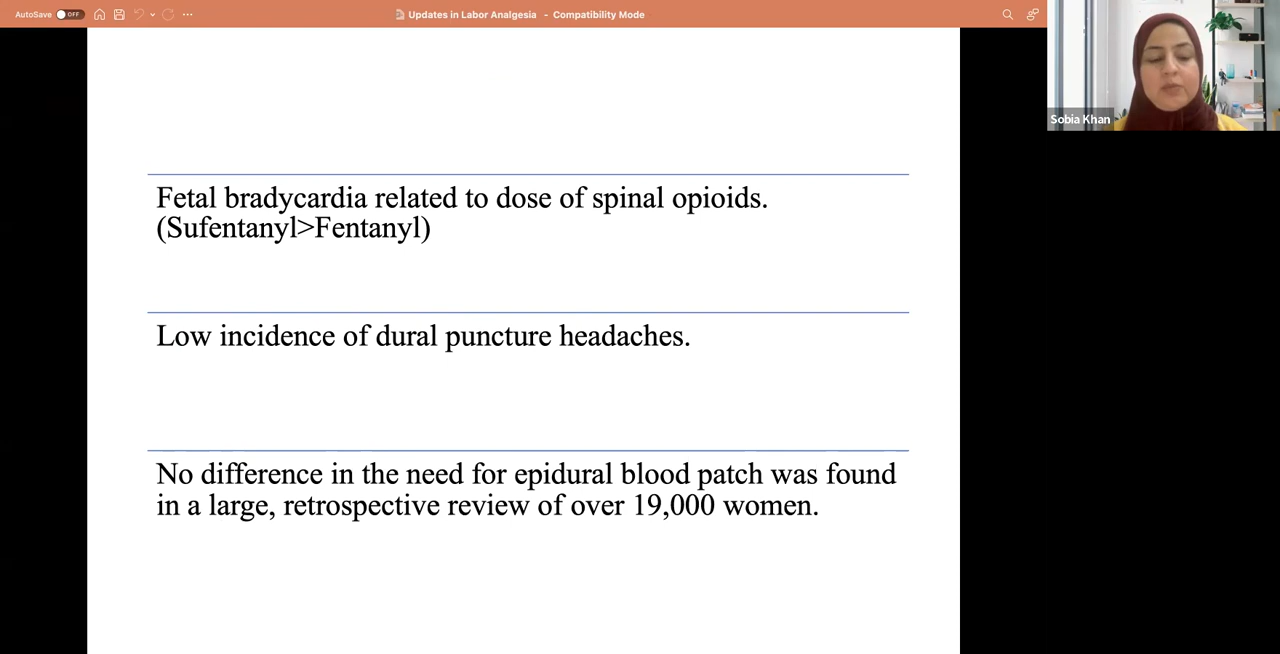 AutoSave OFF
Updates in Labor Analgesia - Compatibility Mode
Sobia Khan
Fetal bradycardia related to dose of spinal opioids.
(Sufentanyl>Fentanyl)
Low incidence of dural puncture headaches.
No difference in the need for epidural blood patch was found
in a large, retrospective review of over 19,000 women.